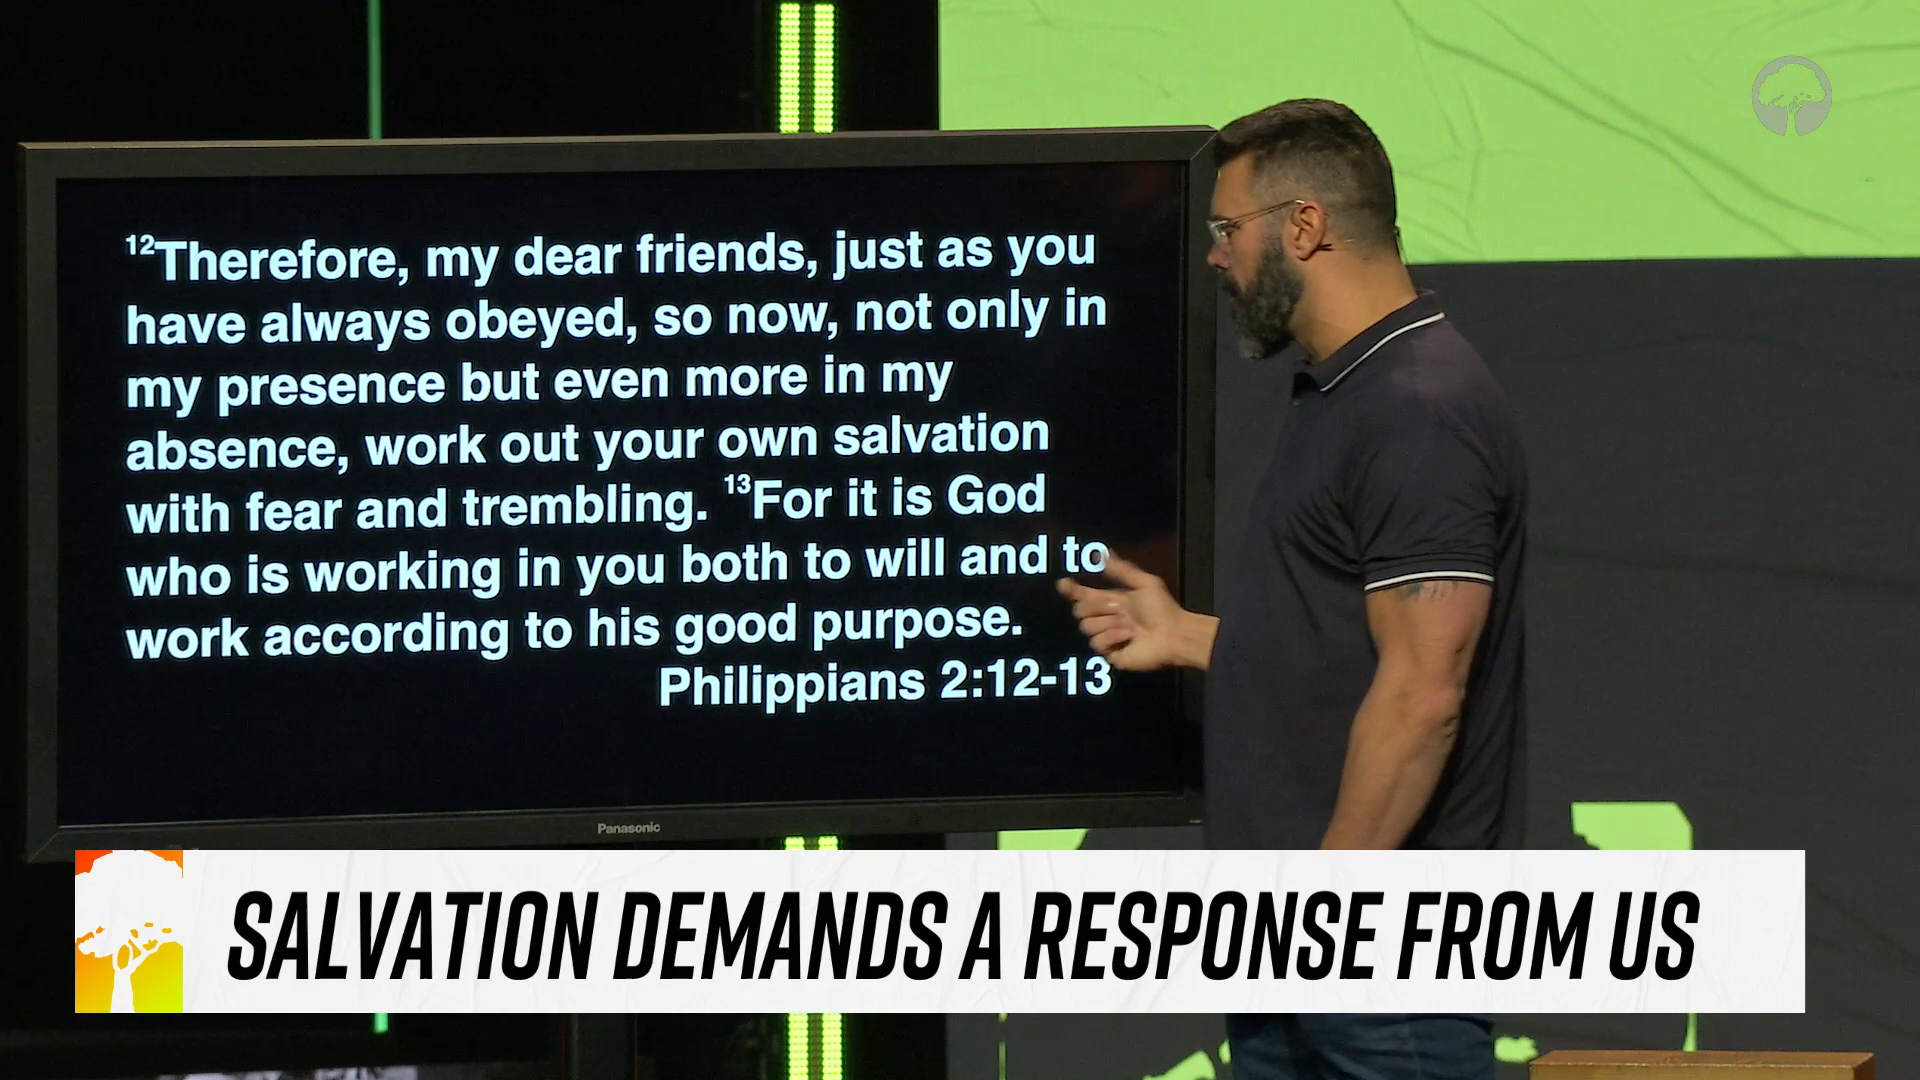 ¹²Therefore, my dear friends, just as you
have always obeyed, so now, not only in
my presence but even more in my
absence, work out your own salvation
with fear and trembling. ¹³For it is God
who is working in you both to will and to
work according to his good purpose.
Philippians 2:12-13
Panasonic
SALVATION DEMANDS A RESPONSE FROM US